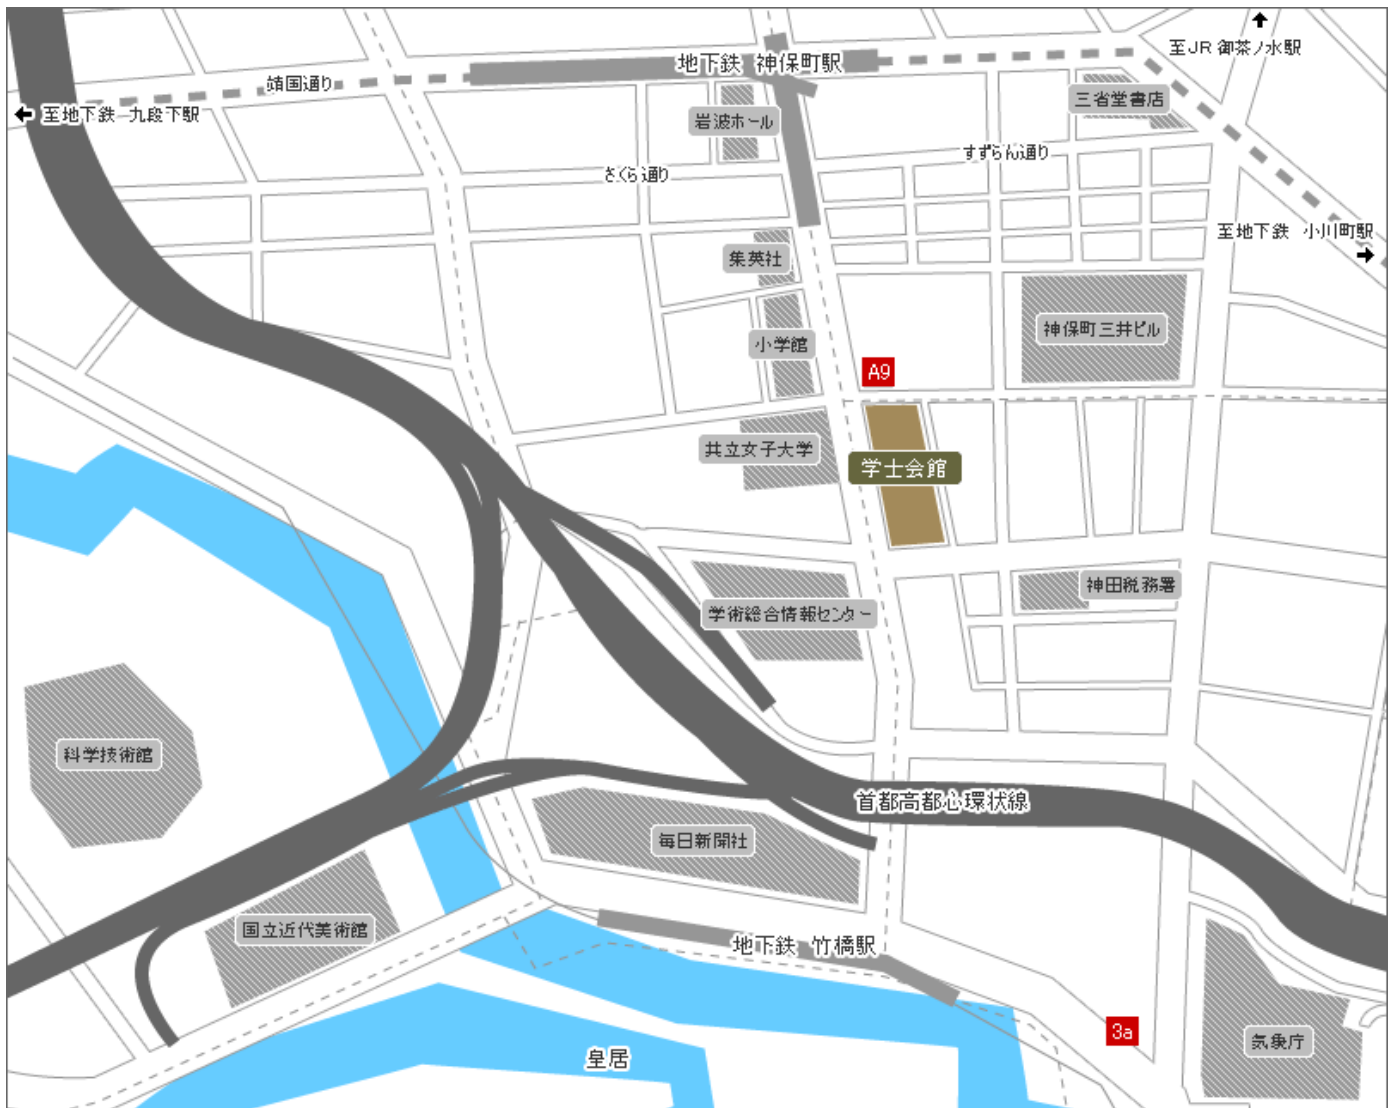 至JR 御茶ノ水駅
地下鉄 神保町駅
靖国通り
三省堂書店
至地下鉄 九段下駅
岩波ホール
すずらん通り
さくら通り
至地下鉄 小川町駅
集英社
神保町三井ビル
小学館
A9
共立女子大学
学士会館
神田税務署
学術総合情報センター
科学技術館
首都高都心環状線
毎日新聞社
国立近代美術館
地下鉄 竹橋駅
3a
気象庁
皇居